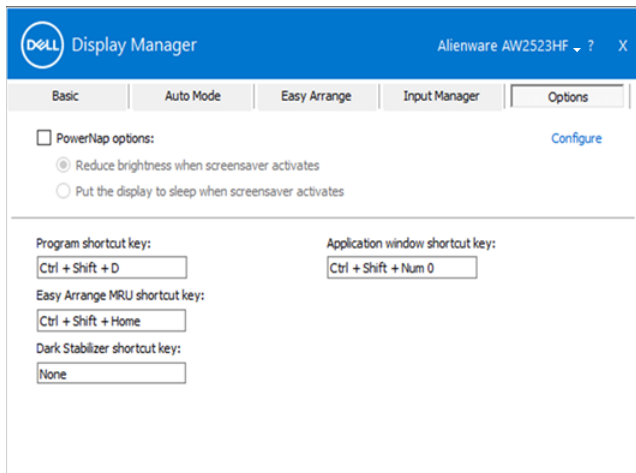 DELL Display Manager
Alienware AW2523HF ? X
Basic Auto Mode Easy Arrange Input Manager Options
PowerNap options: Configure
Reduce brightness when screensaver activates
Put the display to sleep when screensaver activates
Program shortcut key: Application window shortcut key:
Ctrl + Shift + D Ctrl + Shift + Num 0
Easy Arrange MRU shortcut key:
Ctrl + Shift + Home
Dark Stabilizer shortcut key:
None